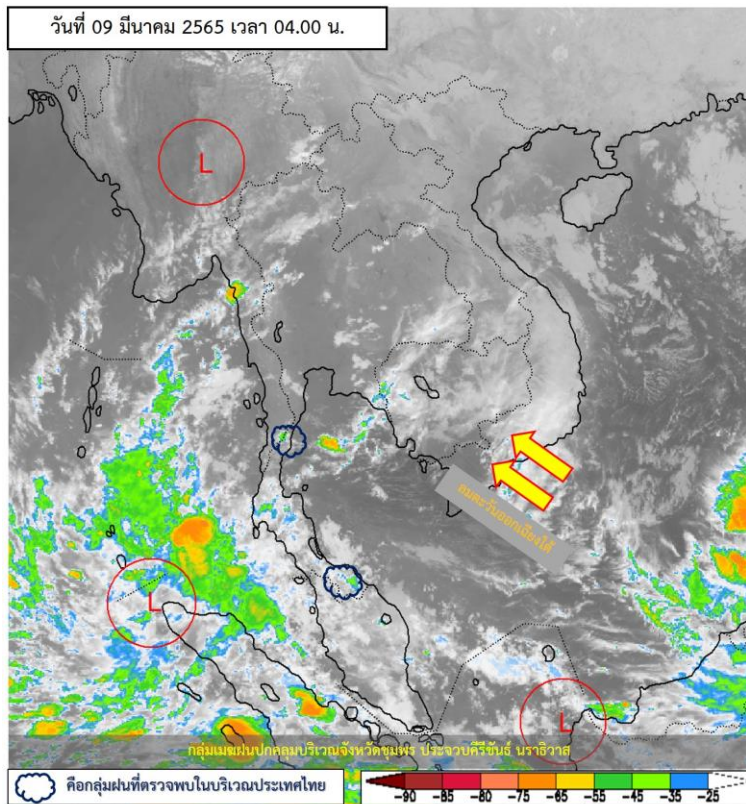 วันที่ 09 มีนาคม 2565 เวลา 04.00 น.
L
ลมตะวันออกเฉียงใต้
L
L
กลุ่มเมฆฝนปกคลุมบริเวณจังหวัดชุมพร ประจวบคีรีขันธ์ นราธิวาส
คือกลุ่มฝนที่ตรวจพบในบริเวณประเทศไทย
-90 -85 -80 -75 -70 -65 -55 -45 -35 -25